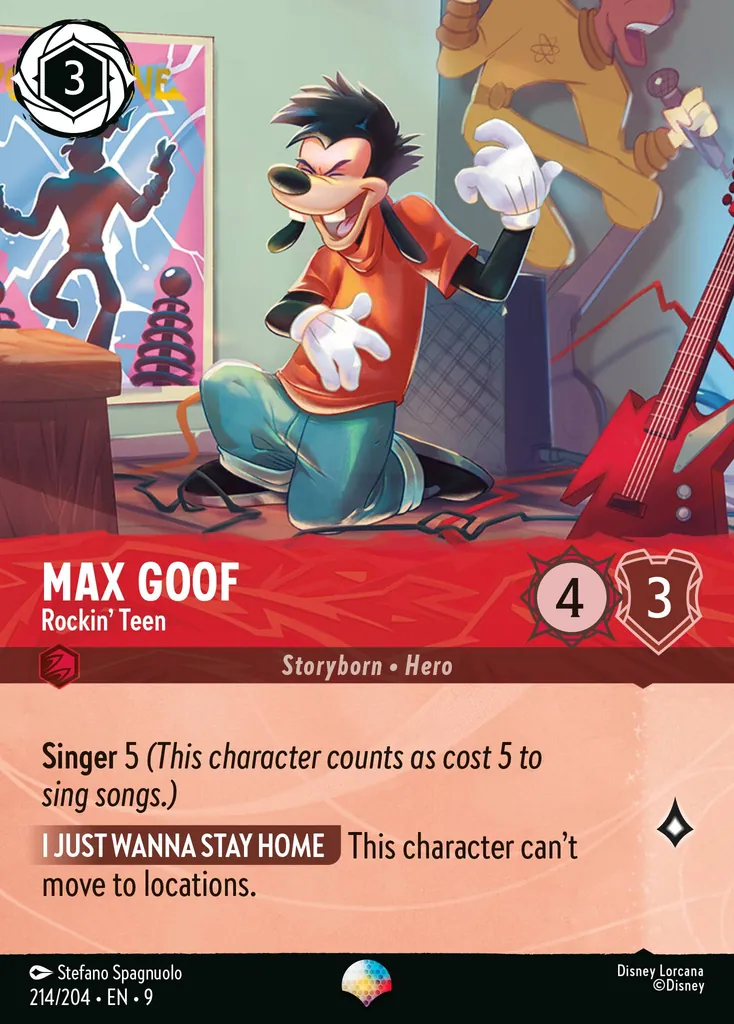 3
MAX GOOF
Rockin' Teen
4
3
Storyborn • Hero
Singer 5 (This character counts as cost 5 to
sing songs.)
I JUST WANNA STAY HOME This character can't
move to locations.
Stefano Spagnuolo
214/204 • EN • 9
Disney Lorcana
©Disney